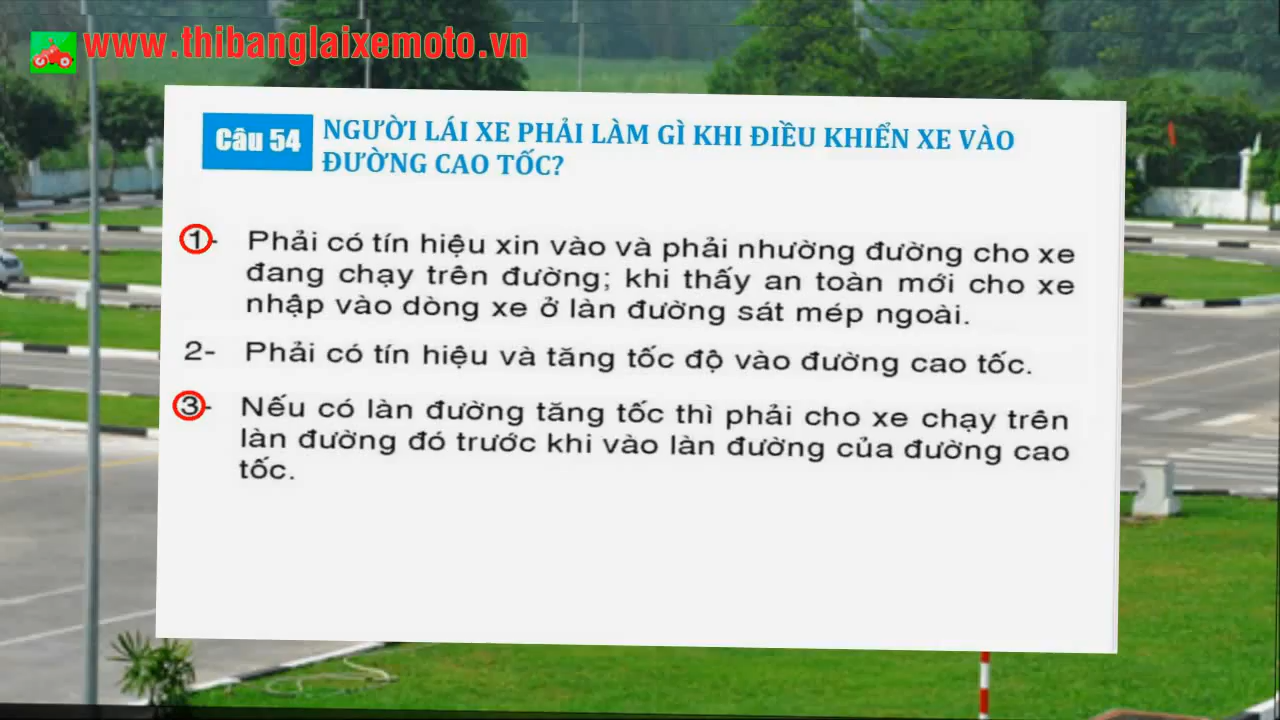 www.thibanglaixemoto.vn
Câu 54
NGƯỜI LÁI XE PHẢI LÀM GÌ KHI ĐIỀU KHIỂN XE VÀO
ĐƯỜNG CAO TỐC?
1- Phải có tín hiệu xin vào và phải nhường đường cho xe
đang chạy trên đường; khi thấy an toàn mới cho xe
nhập vào dòng xe ở làn đường sát mép ngoài.
2- Phải có tín hiệu và tăng tốc độ vào đường cao tốc.
3- Nếu có làn đường tăng tốc thì phải cho xe chạy trên
làn đường đó trước khi vào làn đường của đường cao
tốc.